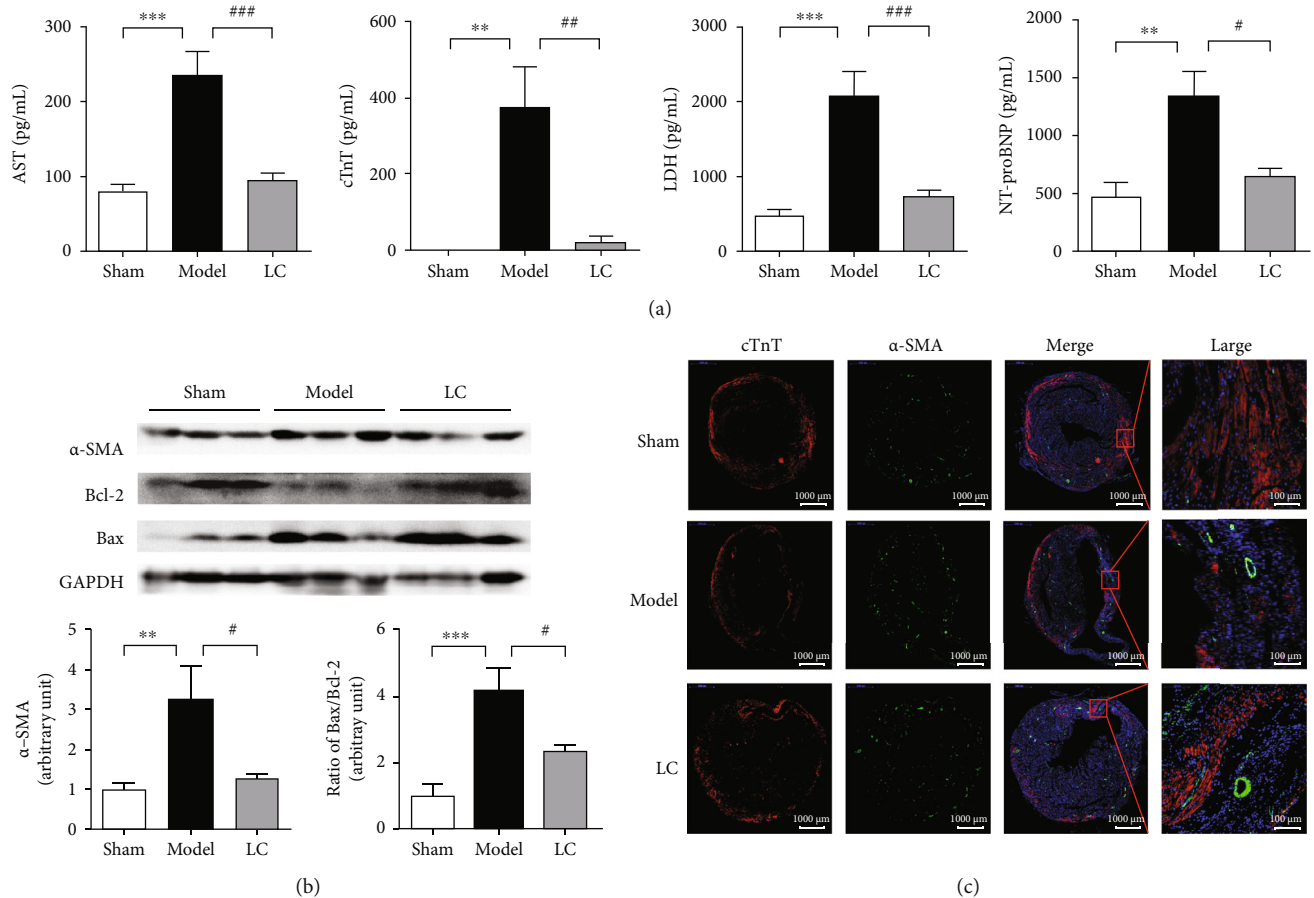 AST (pg/mL)
300
200
100
0
***
###
Sham Model LC
cTnT (pg/mL)
600
400
200
0
**
##
Sham Model LC
LDH (pg/mL)
3000
2000
1000
0
***
###
Sham Model LC
NT-proBNP (pg/mL)
2000
1500
1000
500
0
**
#
Sham Model LC
(a)
Sham Model LC
α-SMA
Bcl-2
Bax
GAPDH
α-SMA
(arbitrary unit)
5
4
3
2
1
0
**
#
Sham Model LC
Ratio of Bax/Bcl-2
(arbitrary unit)
6
4
2
0
***
#
Sham Model LC
(b)
cTnT α-SMA Merge Large
Sham
1000 μm 1000 μm 1000 μm 100 μm
Model
1000 μm 1000 μm 1000 μm 100 μm
LC
1000 μm 1000 μm 1000 μm 100 μm
(c)